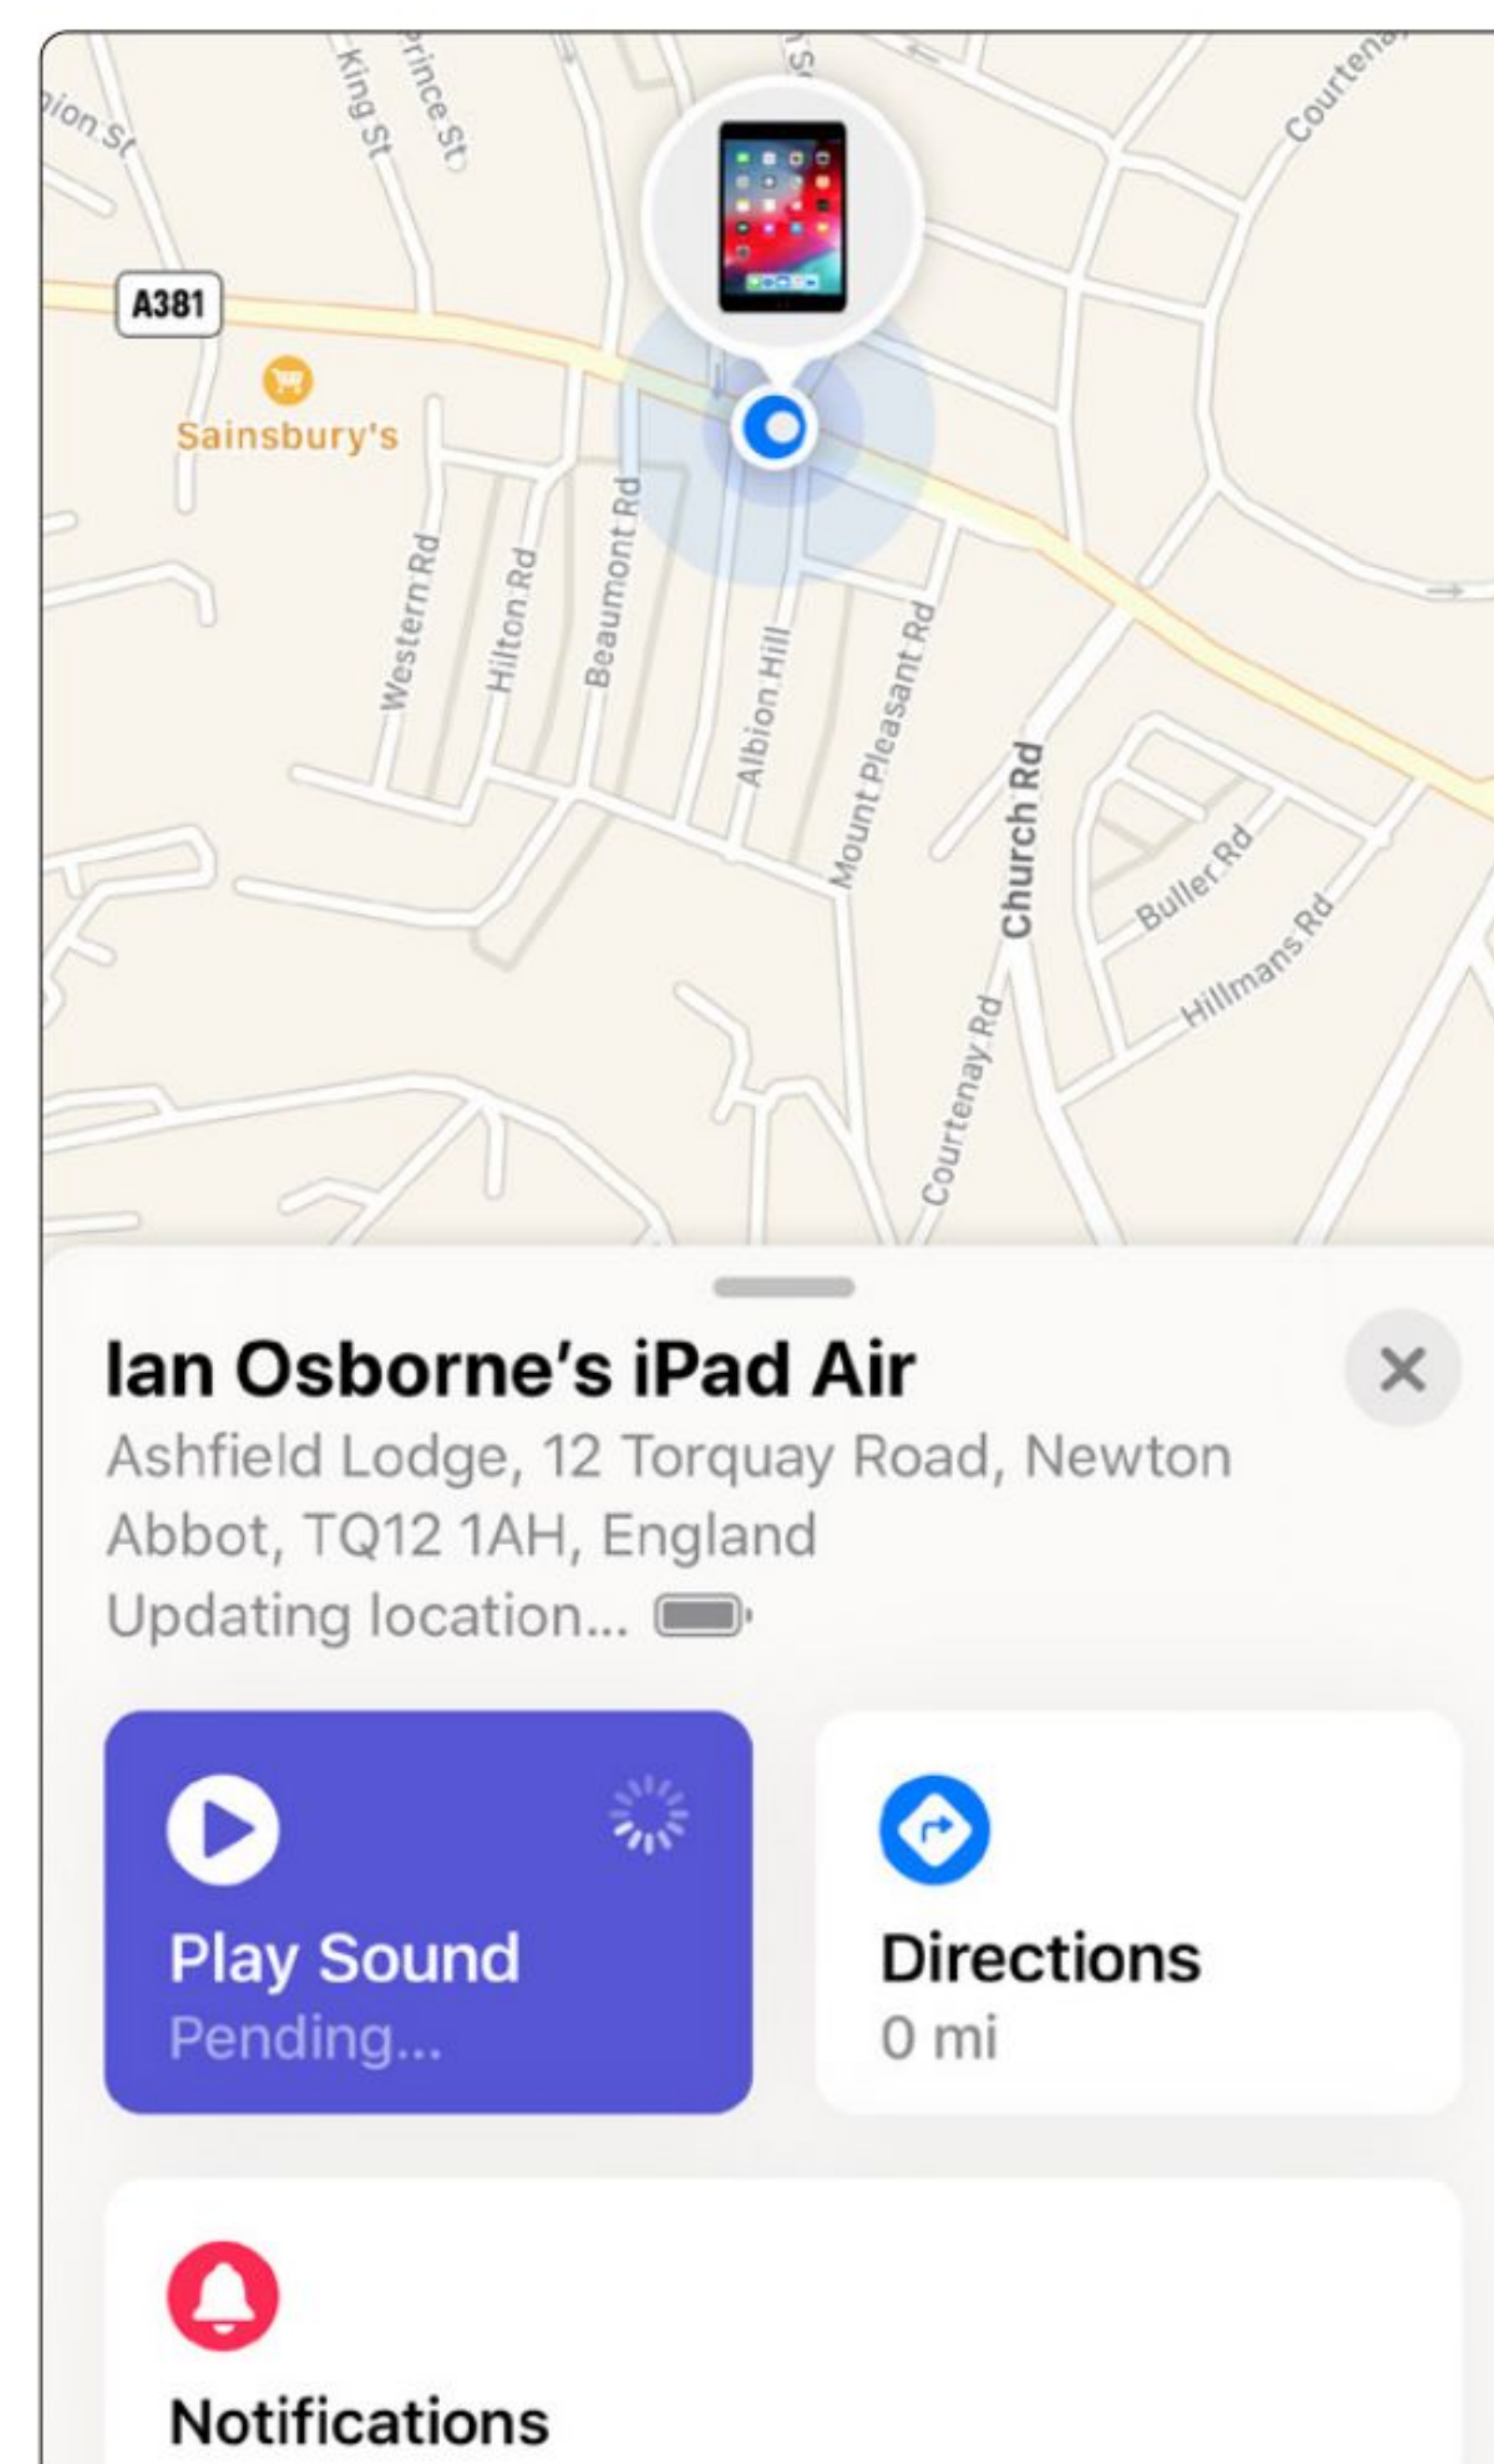 King St
Prince St
Courtenay
A381
Sainsbury's
Western Rd
Hilton Rd
Beaumont Rd
Albion Hill
Mount Pleasant Rd
Church Rd
Buller Rd
Hillmans Rd
Courtenay Rd
Ian Osborne’s iPad Air
Ashfield Lodge, 12 Torquay Road, Newton
Abbot, TQ12 1AH, England
Updating location...
Play Sound
Pending...
Directions
0 mi
Notifications